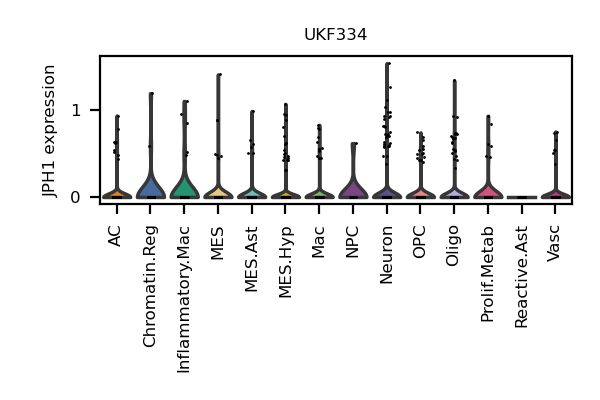 UKF334
JPH1 expression
1
0
AC
Chromatin.Reg
Inflammatory.Mac
MES
MES.Ast
MES.Hyp
Mac
NPC
Neuron
OPC
Oligo
Prolif.Metab
Reactive.Ast
Vasc